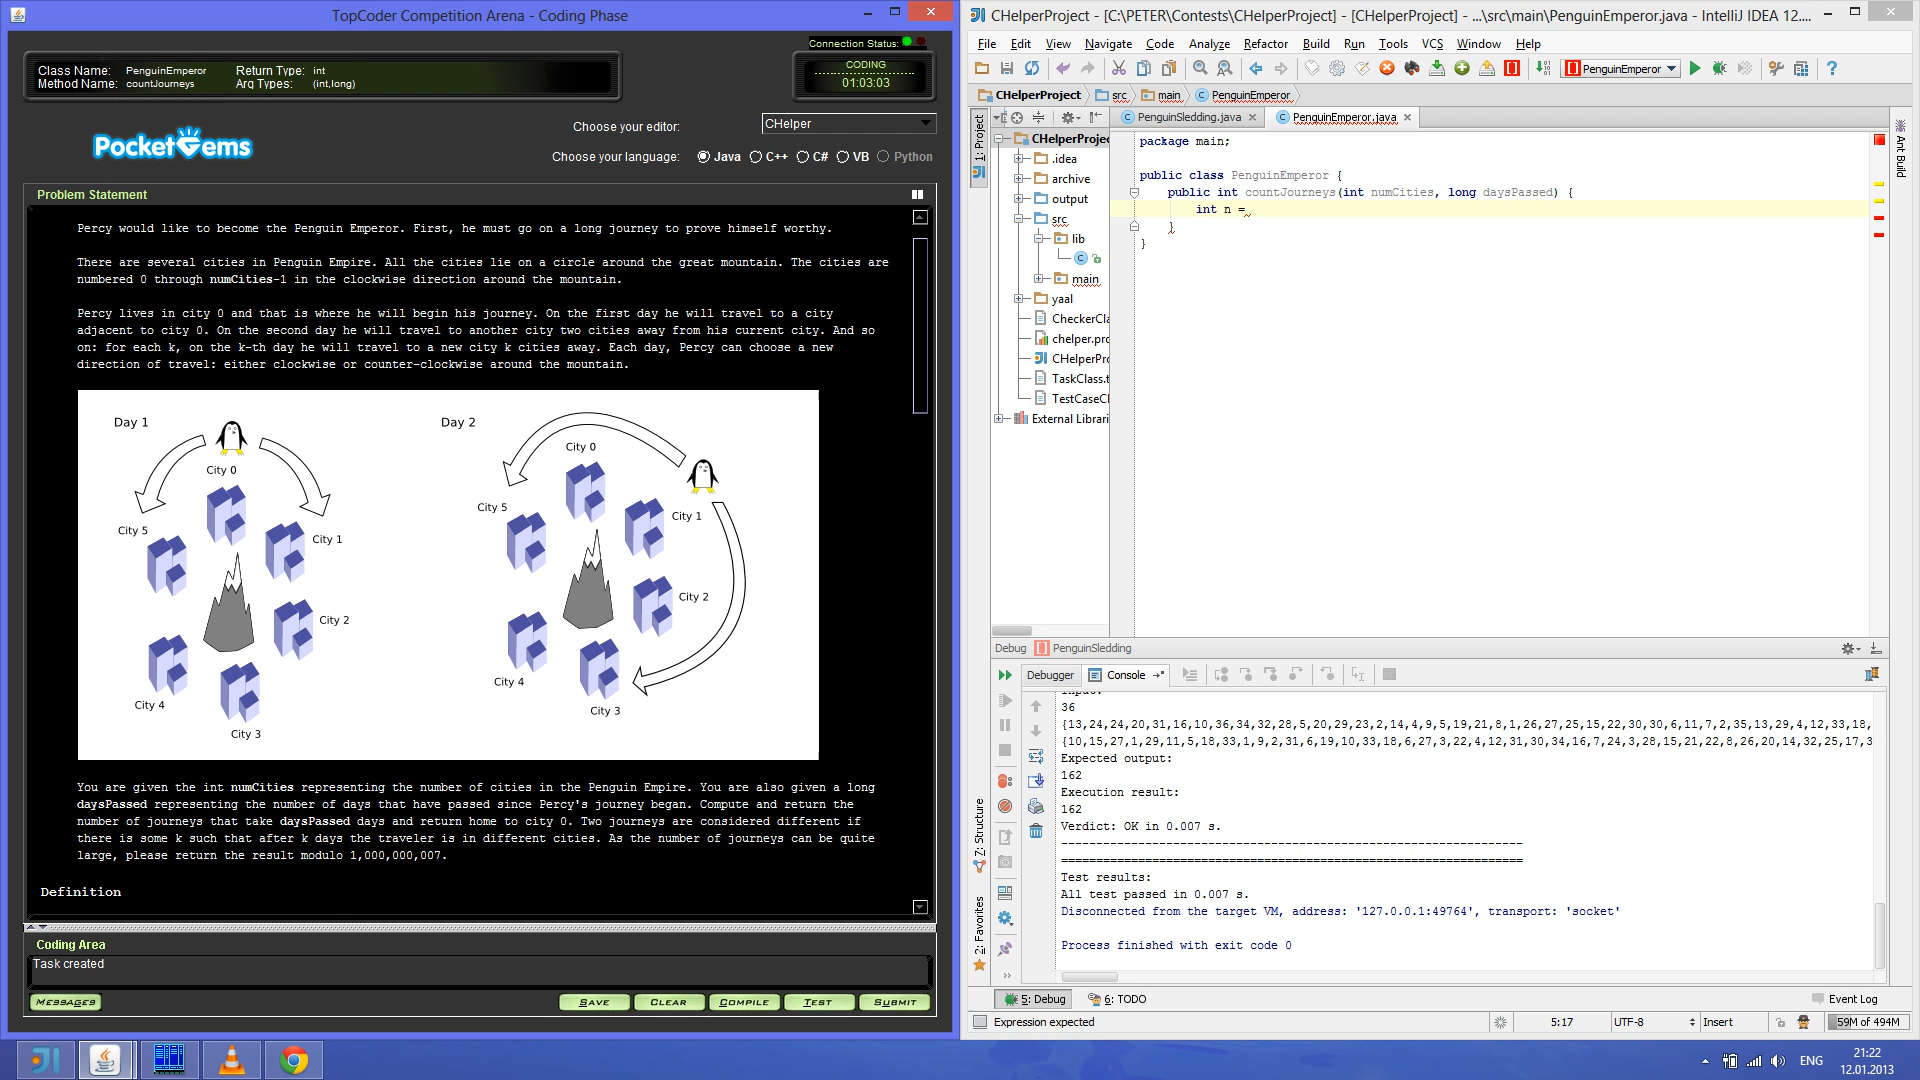 TopCoder Competition Arena - Coding Phase
Connection Status:
Class Name: PenguinEmperor Return Type: int
Method Name: countJourneys Arg Types: (int,long)
CODING
01:03:03
PocketGems
Choose your editor: CHelper
Choose your language: Java C++ C# VB Python
Problem Statement
Percy would like to become the Penguin Emperor. First, he must go on a long journey to prove himself worthy.
There are several cities in Penguin Empire. All the cities lie on a circle around the great mountain. The cities are
numbered 0 through numCities-1 in the clockwise direction around the mountain.
Percy lives in city 0 and that is where he will begin his journey. On the first day he will travel to a city
adjacent to city 0. On the second day he will travel to another city two cities away from his current city. And so
on: for each k, on the k-th day he will travel to a new city k cities away. Each day, Percy can choose a new
direction of travel: either clockwise or counter-clockwise around the mountain.
Day 1
City 0
City 5
City 1
City 2
City 4
City 3
Day 2
City 0
City 5
City 1
City 2
City 4
City 3
You are given the int numCities representing the number of cities in the Penguin Empire. You are also given a long
daysPassed representing the number of days that have passed since Percy's journey began. Compute and return the
number of journeys that take daysPassed days and return home to city 0. Two journeys are considered different if
there is some k such that after k days the traveler is in different cities. As the number of journeys can be quite
large, please return the result modulo 1,000,000,007.
Definition
Coding Area
Task created
MESSAGES SAVE CLEAR COMPILE TEST SUBMIT
CHelperProject - [C:\PETER\Contests\CHelperProject] - [CHelperProject] - ...\src\main\PenguinEmperor.java - IntelliJ IDEA 12....
File Edit View Navigate Code Analyze Refactor Build Run Tools VCS Window Help
PenguinEmperor
CHelperProject src main PenguinEmperor
1: Project
PenguinSledding.java PenguinEmperor.java
CHelperProjec
.idea
archive
output
src
lib
main
yaal
CheckerCla
chelper.pro
CHelperPro
TaskClass.t
TestCaseCl
External Librari
package main;
public class PenguinEmperor {
public int countJourneys(int numCities, long daysPassed) {
int n =
}
}
Ant Build
Debug PenguinSledding
Debugger Console
Input:
36
{13,24,24,20,31,16,10,36,34,32,28,5,20,29,23,2,14,4,9,5,19,21,8,1,26,27,25,15,22,30,30,6,11,7,2,35,13,29,4,12,33,18,
{10,15,27,1,29,11,5,18,33,1,9,2,31,6,19,10,33,18,6,27,3,22,4,12,31,30,34,16,7,24,3,28,15,21,22,8,26,20,14,32,25,17,3
Expected output:
162
Execution result:
162
Verdict: OK in 0.007 s.
------------------------------------------------------------------
==================================================================
Test results:
All test passed in 0.007 s.
Disconnected from the target VM, address: '127.0.0.1:49764', transport: 'socket'
Process finished with exit code 0
7: Structure
2: Favorites
5: Debug 6: TODO Event Log
Expression expected 5:17 UTF-8 Insert 59M of 494M
ENG
21:22
12.01.2013